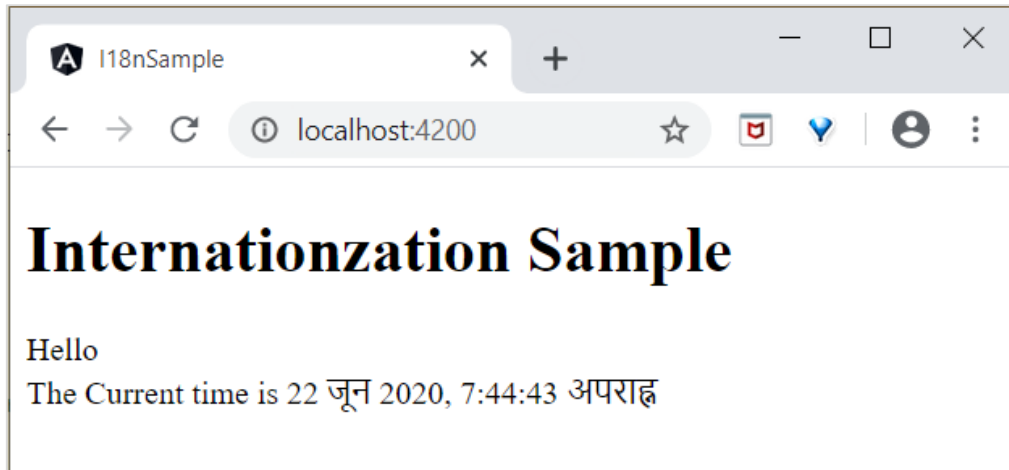 I18nSample
localhost:4200
Internationzation Sample
Hello
The Current time is 22 जून 2020, 7:44:43 अपराह्न